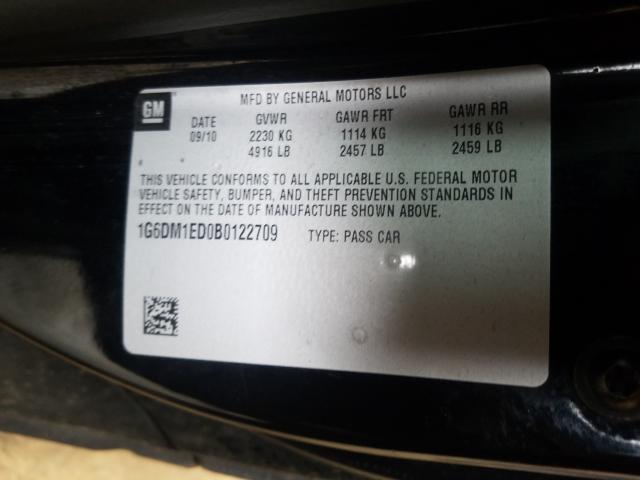 MFD BY GENERAL MOTORS LLC
GM
DATE GVWR GAWR FRT GAWR RR
09/10 2230 KG 1114 KG 1116 KG
4916 LB 2457 LB 2459 LB
THIS VEHICLE CONFORMS TO ALL APPLICABLE U.S. FEDERAL MOTOR
VEHICLE SAFETY, BUMPER, AND THEFT PREVENTION STANDARDS IN
EFFECT ON THE DATE OF MANUFACTURE SHOWN ABOVE.
1G6DM1ED0B0122709 TYPE: PASS CAR